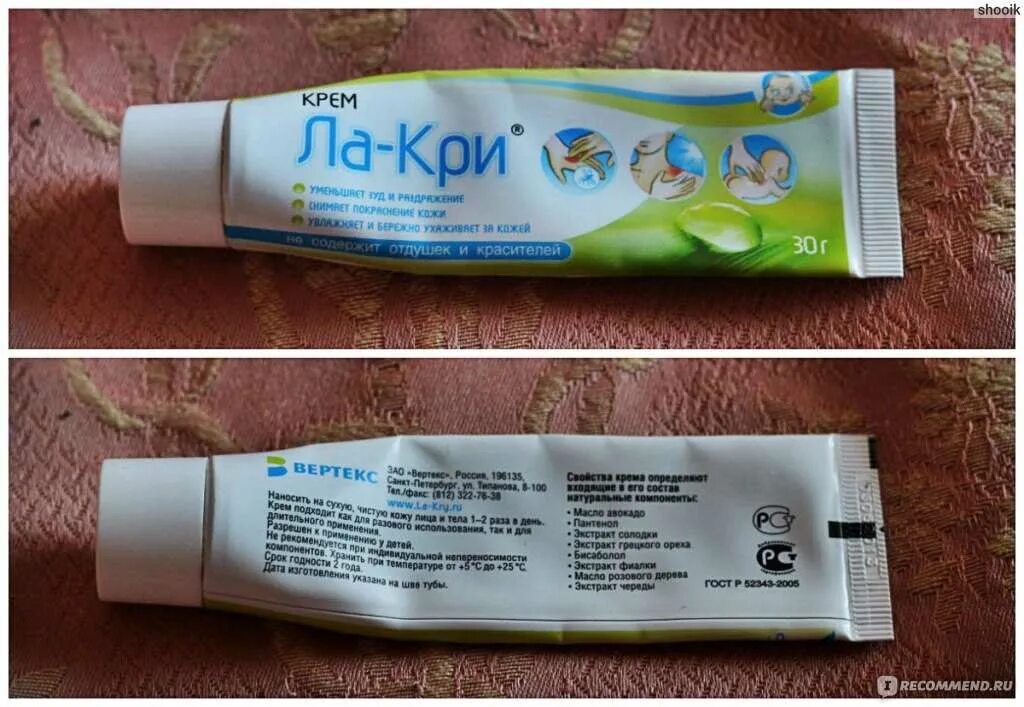 shooik
КРЕМ
Ла-Кри®
УМЕНЬШАЕТ ЗУД И РАЗДРАЖЕНИЕ
СНИМАЕТ ПОКРАСНЕНИЕ КОЖИ
УВЛАЖНЯЕТ И БЕРЕЖНО УХАЖИВАЕТ ЗА КОЖЕЙ
не содержит отдушек и красителей
30 г
ВЕРТЕКС
ЗАО «Вертекс», Россия, 196135,
Санкт-Петербург, ул. Типанова, 8-100
Тел./факс: (812) 322-76-38
www.La-Kry.ru
Наносить на сухую, чистую кожу лица и тела 1–2 раза в день.
Крем подходит как для разового использования, так и для
длительного применения.
Разрешен к применению у детей.
Не рекомендуется при индивидуальной непереносимости
компонентов. Хранить при температуре от +5°С до +25 °С.
Срок годности 2 года.
Дата изготовления указана на шве тубы.
Свойства крема определяют
входящие в его состав
натуральные компоненты:
• Масло авокадо
• Пантенол
• Экстракт солодки
• Экстракт грецкого ореха
• Бисаболол
• Экстракт фиалки
• Масло розового дерева
• Экстракт череды
ГОСТ Р 52343-2005
IRECOMMEND.RU